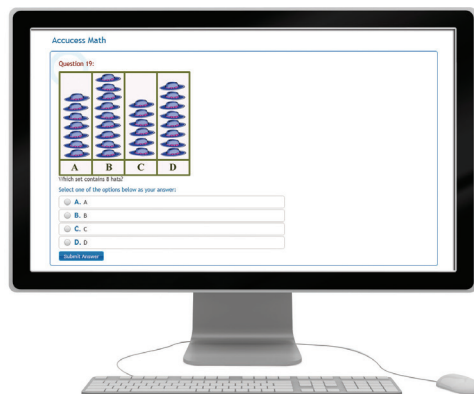 Accucess Math
Question 19:
A B C D
Which set contains 8 hats?
Select one of the options below as your answer:
A. A
B. B
C. C
D. D
Submit Answer